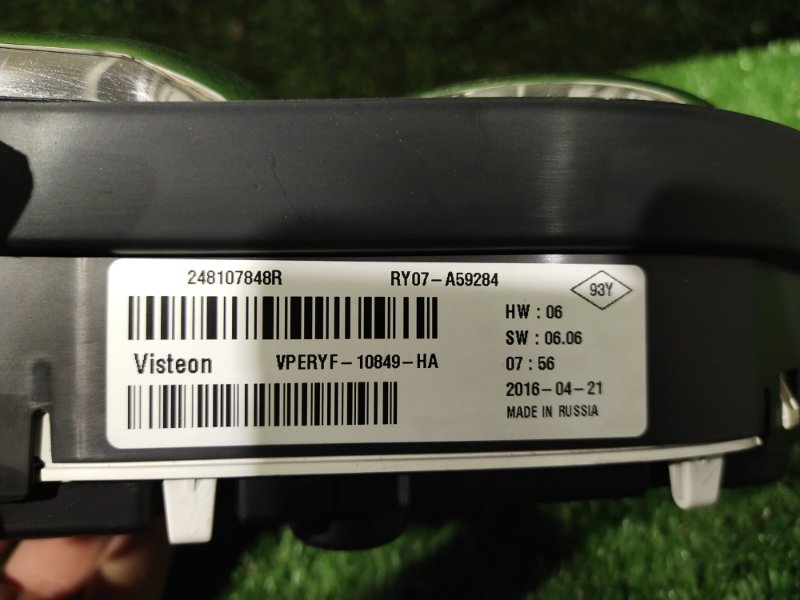 248107848R RY07-A59284
93Y
HW : 06
SW : 06.06
Visteon VPERYF-10849-HA
07 : 56
2016-04-21
MADE IN RUSSIA